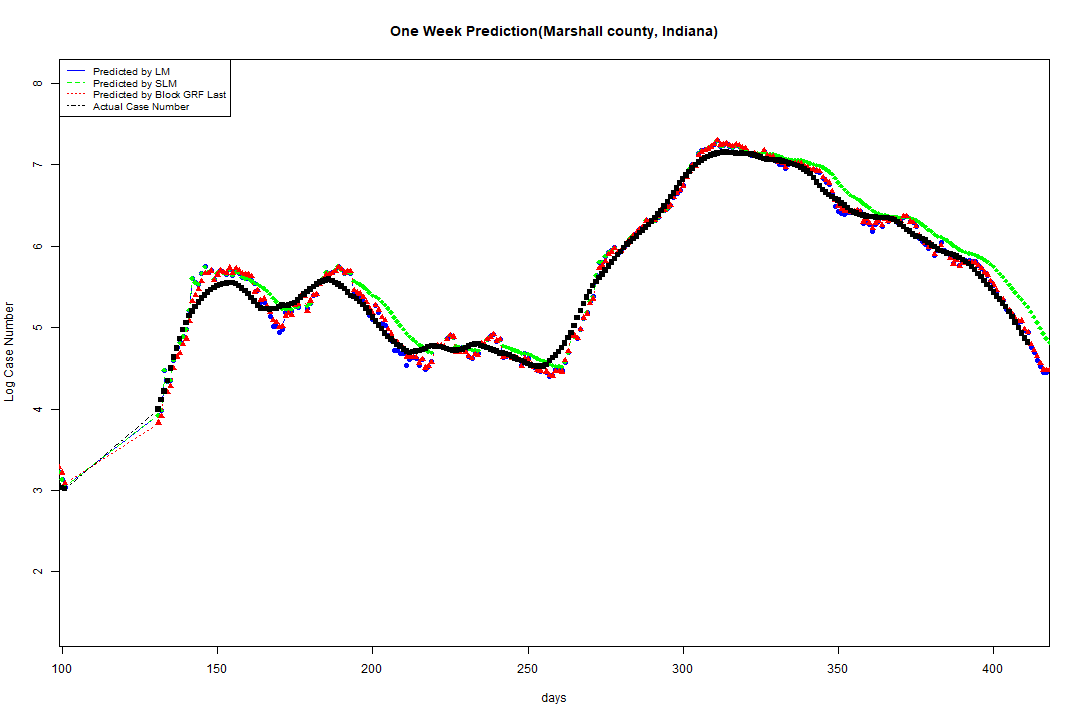 One Week Prediction(Marshall county, Indiana)
Predicted by LM
Predicted by SLM
Predicted by Block GRF Last
Actual Case Number
8
7
6
5
4
3
2
Log Case Number
100 150 200 250 300 350 400
days